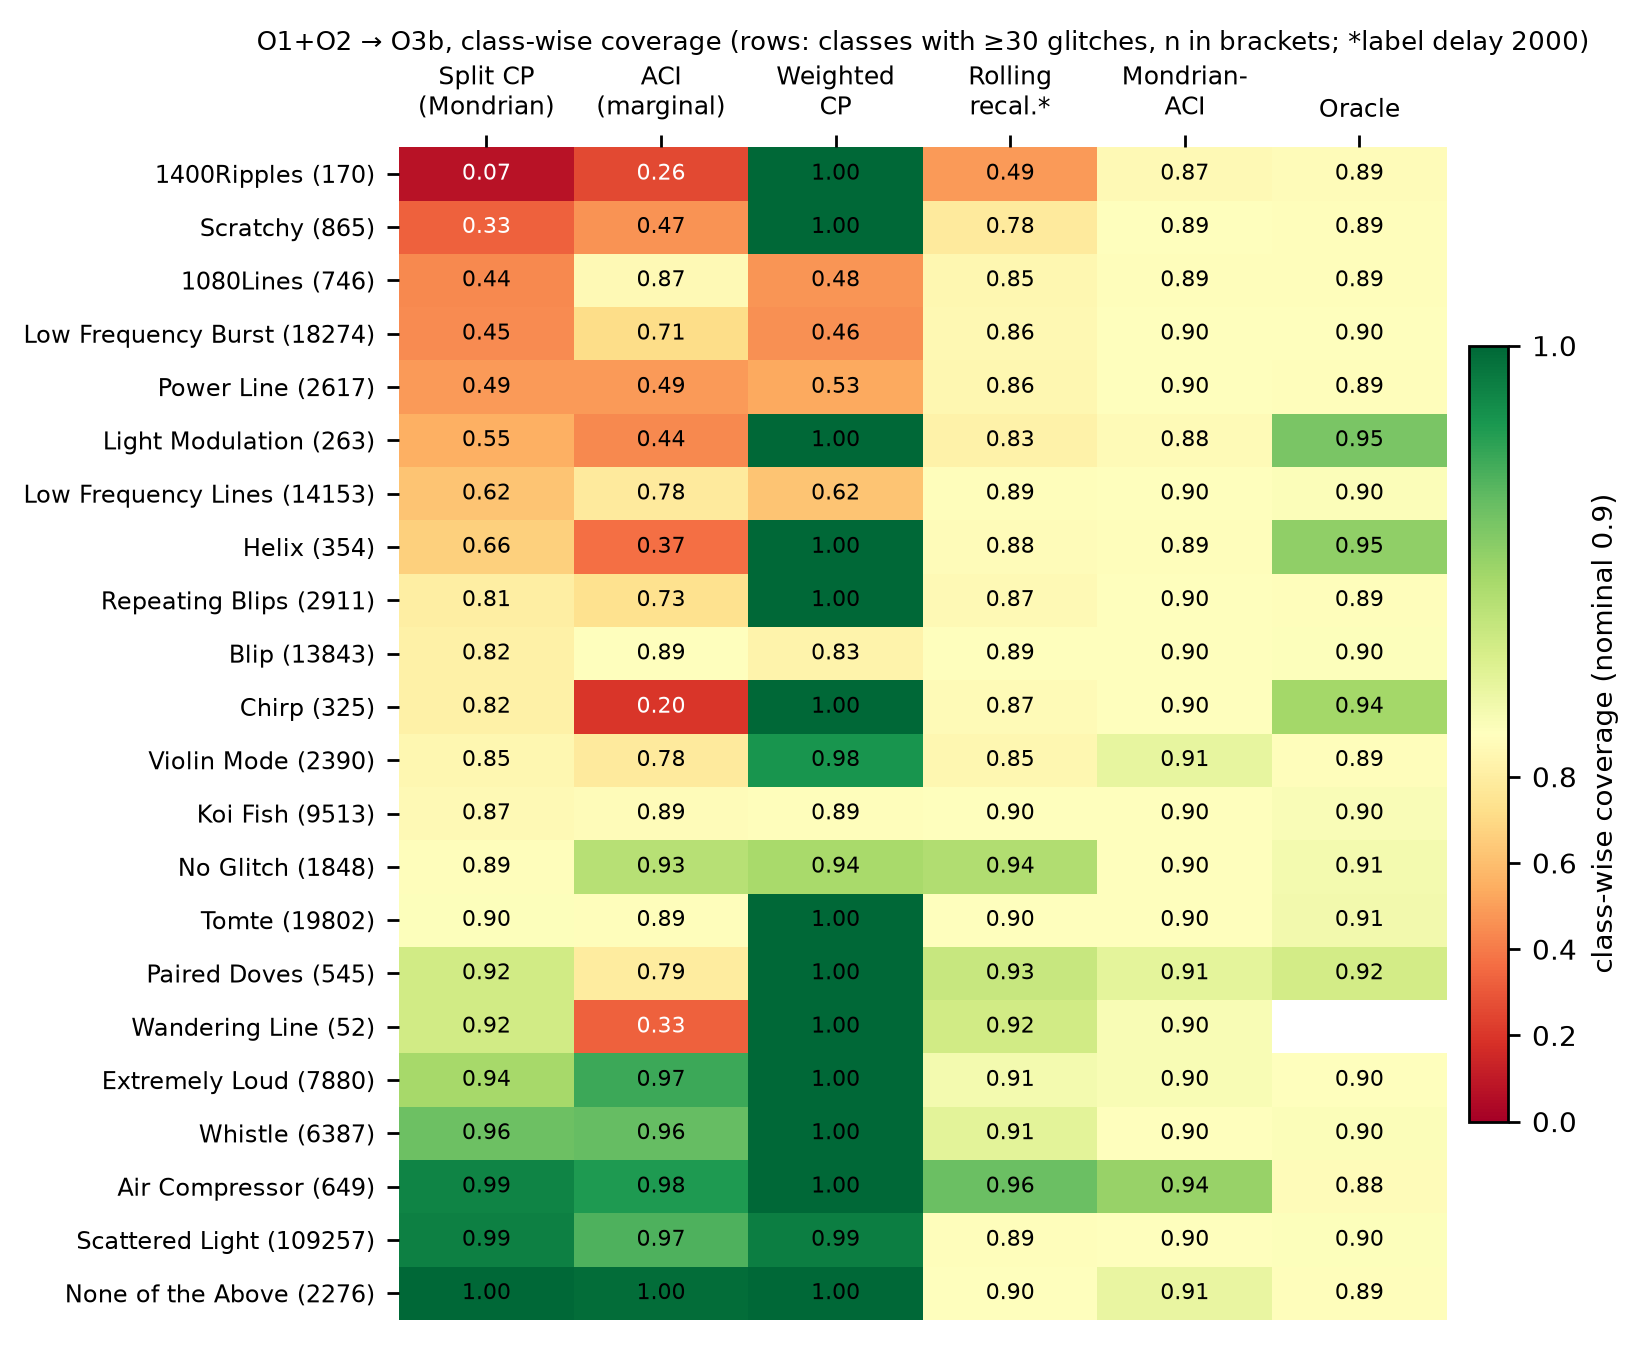 O1+O2 → O3b, class-wise coverage (rows: classes with ≥30 glitches, n in brackets; *label delay 2000)
Split CP (Mondrian)
ACI (marginal)
Weighted CP
Rolling recal.*
Mondrian-ACI
Oracle
1400Ripples (170) 0.07 0.26 1.00 0.49 0.87 0.89
Scratchy (865) 0.33 0.47 1.00 0.78 0.89 0.89
1080Lines (746) 0.44 0.87 0.48 0.85 0.89 0.89
Low Frequency Burst (18274) 0.45 0.71 0.46 0.86 0.90 0.90
Power Line (2617) 0.49 0.49 0.53 0.86 0.90 0.89
Light Modulation (263) 0.55 0.44 1.00 0.83 0.88 0.95
Low Frequency Lines (14153) 0.62 0.78 0.62 0.89 0.90 0.90
Helix (354) 0.66 0.37 1.00 0.88 0.89 0.95
Repeating Blips (2911) 0.81 0.73 1.00 0.87 0.90 0.89
Blip (13843) 0.82 0.89 0.83 0.89 0.90 0.90
Chirp (325) 0.82 0.20 1.00 0.87 0.90 0.94
Violin Mode (2390) 0.85 0.78 0.98 0.85 0.91 0.89
Koi Fish (9513) 0.87 0.89 0.89 0.90 0.90 0.90
No Glitch (1848) 0.89 0.93 0.94 0.94 0.90 0.91
Tomte (19802) 0.90 0.89 1.00 0.90 0.90 0.91
Paired Doves (545) 0.92 0.79 1.00 0.93 0.91 0.92
Wandering Line (52) 0.92 0.33 1.00 0.92 0.90
Extremely Loud (7880) 0.94 0.97 1.00 0.91 0.90 0.90
Whistle (6387) 0.96 0.96 1.00 0.91 0.90 0.90
Air Compressor (649) 0.99 0.98 1.00 0.96 0.94 0.88
Scattered Light (109257) 0.99 0.97 0.99 0.89 0.90 0.90
None of the Above (2276) 1.00 1.00 1.00 0.90 0.91 0.89
1.0
0.8
0.6
0.4
0.2
0.0
class-wise coverage (nominal 0.9)